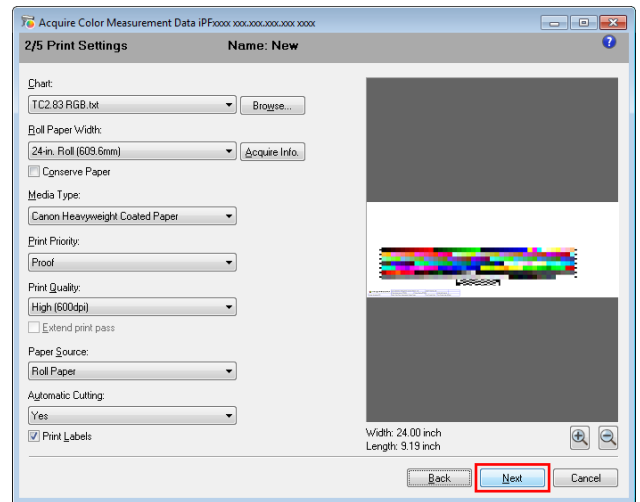 Acquire Color Measurement Data iPFxxxx xxx.xxx.xxx.xxx xxxx
2/5 Print Settings Name: New
Chart:
TC2.83 RGB.txt Browse...
Roll Paper Width:
24-in. Roll (609.6mm) Acquire Info.
Conserve Paper
Media Type:
Canon Heavyweight Coated Paper
Print Priority:
Proof
Print Quality:
High (600dpi)
Extend print pass
Paper Source:
Roll Paper
Automatic Cutting:
Yes
Print Labels
Width: 24.00 inch
Length: 9.19 inch
Back Next Cancel